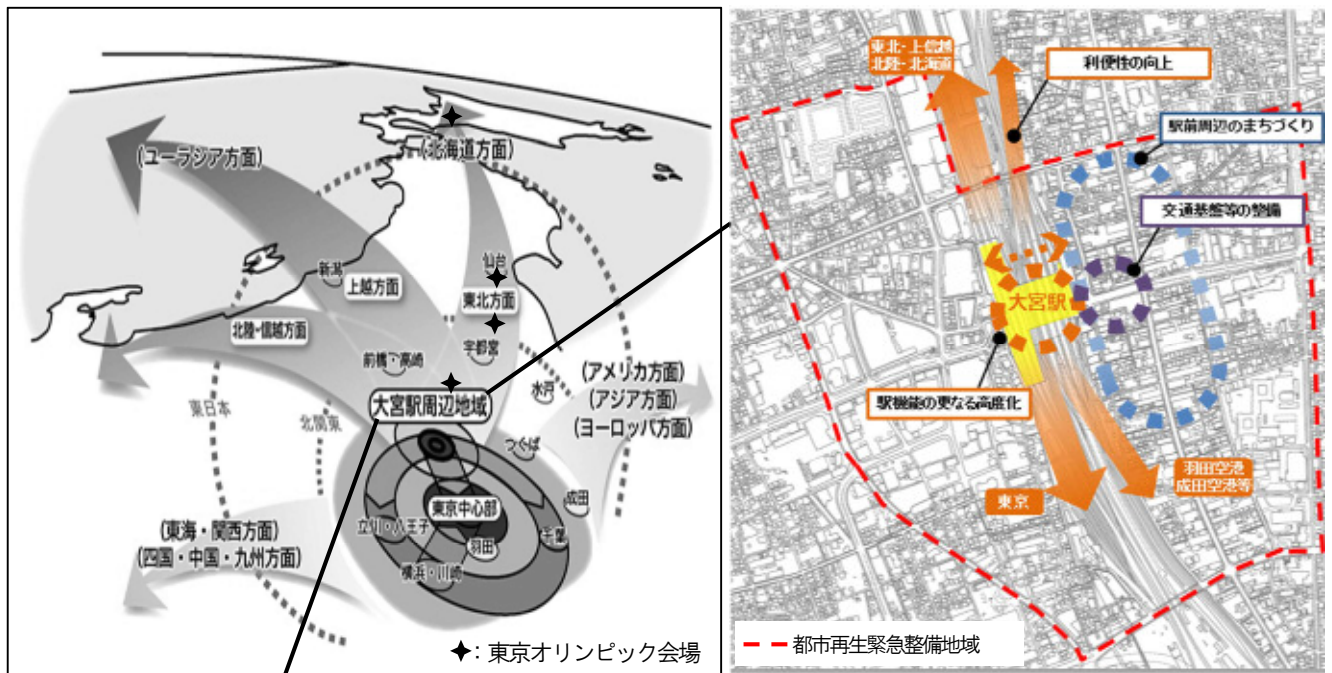 (ユーラシア方面)
(北海道方面)
新潟
上越方面
仙台
東北方面
北陸・信越方面
前橋・高崎
宇都宮
水戸
大宮駅周辺地域
(アメリカ方面)
(アジア方面)
(ヨーロッパ方面)
東日本
北関東
つくば
成田
東京中心部
立川・八王子
羽田
千葉
横浜・川崎
(東海・関西方面)
(四国・中国・九州方面)
✦:東京オリンピック会場
東北・上信越
北陸・北海道
利便性の向上
駅前周辺のまちづくり
交通基盤等の整備
大宮駅
駅機能の更なる高度化
東京
羽田空港
成田空港等
都市再生緊急整備地域